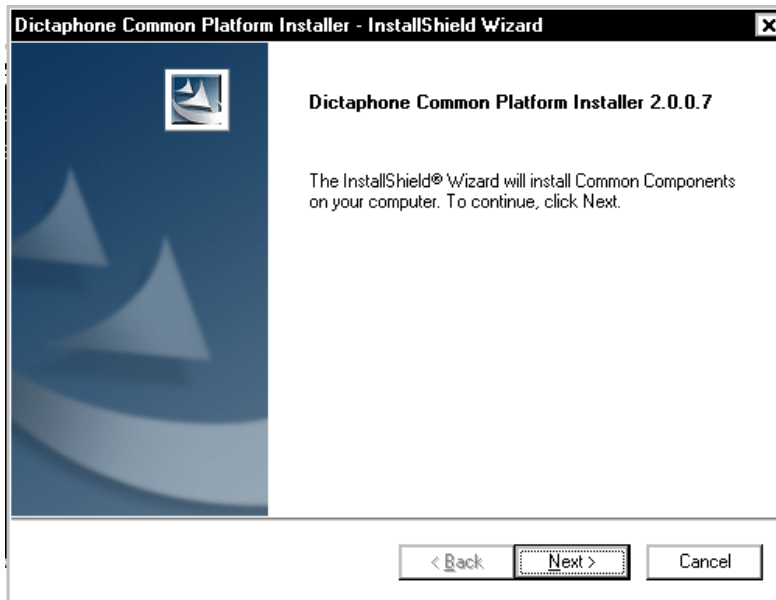 Dictaphone Common Platform Installer - InstallShield Wizard
Dictaphone Common Platform Installer 2.0.0.7
The InstallShield® Wizard will install Common Components
on your computer. To continue, click Next.
< Back
Next >
Cancel